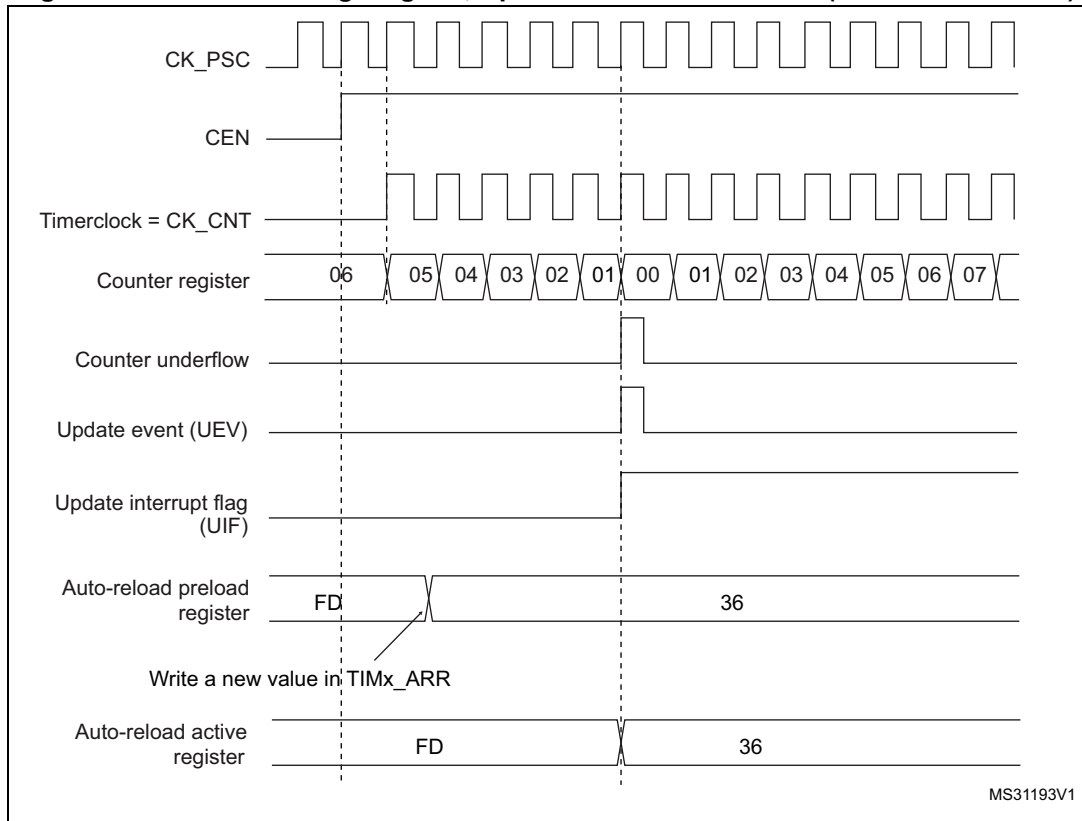 CK_PSC
CEN
Timerclock = CK_CNT
Counter register
06 05 04 03 02 01 00 01 02 03 04 05 06 07
Counter underflow
Update event (UEV)
Update interrupt flag
(UIF)
Auto-reload preload
register
FD 36
Write a new value in TIMx_ARR
Auto-reload active
register
FD 36
MS31193V1